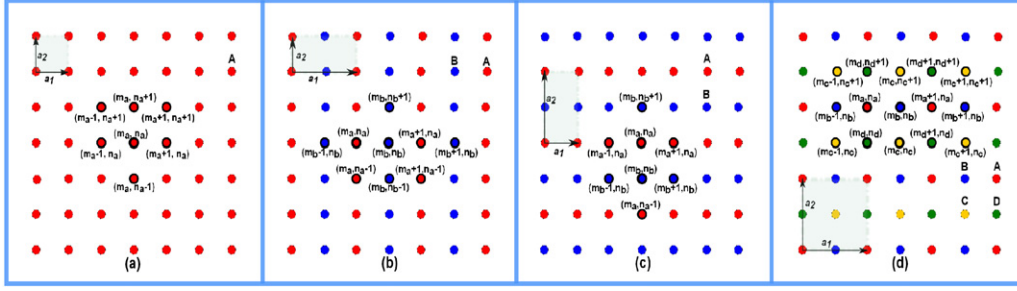 a2
a1
A
(ma, na+1)
(ma-1, na+1) (ma+1, na+1)
(ma, na)
(ma-1, na) (ma+1, na)
(ma, na-1)
(a)
a2
a1
B A
(mb, nb+1)
(ma, na) (ma+1, na)
(mb-1, nb) (mb, nb) (mb+1, nb)
(ma, na-1) (ma+1, na-1)
(mb, nb-1)
(b)
A
a2
B
(mb, nb+1)
a1
(ma, na)
(ma-1, na) (ma+1, na)
(mb, nb)
(mb-1, nb) (mb+1, nb)
(ma, na-1)
(c)
(md, nd+1) (md+1, nd+1)
(mc-1, nc+1) (mc, nc+1) (mc+1, nc+1)
(ma, na) (ma+1, na)
(mb-1, nb) (mb, nb) (mb+1, nb)
(md, nd) (md+1, nd)
(mc-1, nc) (mc, nc) (mc+1, nc)
B A
a2
C D
a1
(d)